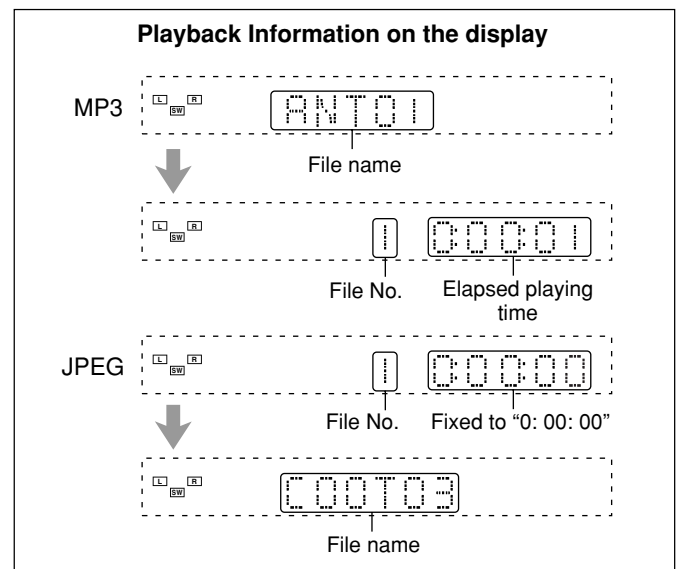 Playback Information on the display
MP3
L R
SW
ANT01
File name
L R
SW
1 0:00:01
File No. Elapsed playing
time
JPEG
L R
SW
1 0:00:00
File No. Fixed to “0: 00: 00”
L R
SW
COOT03
File name